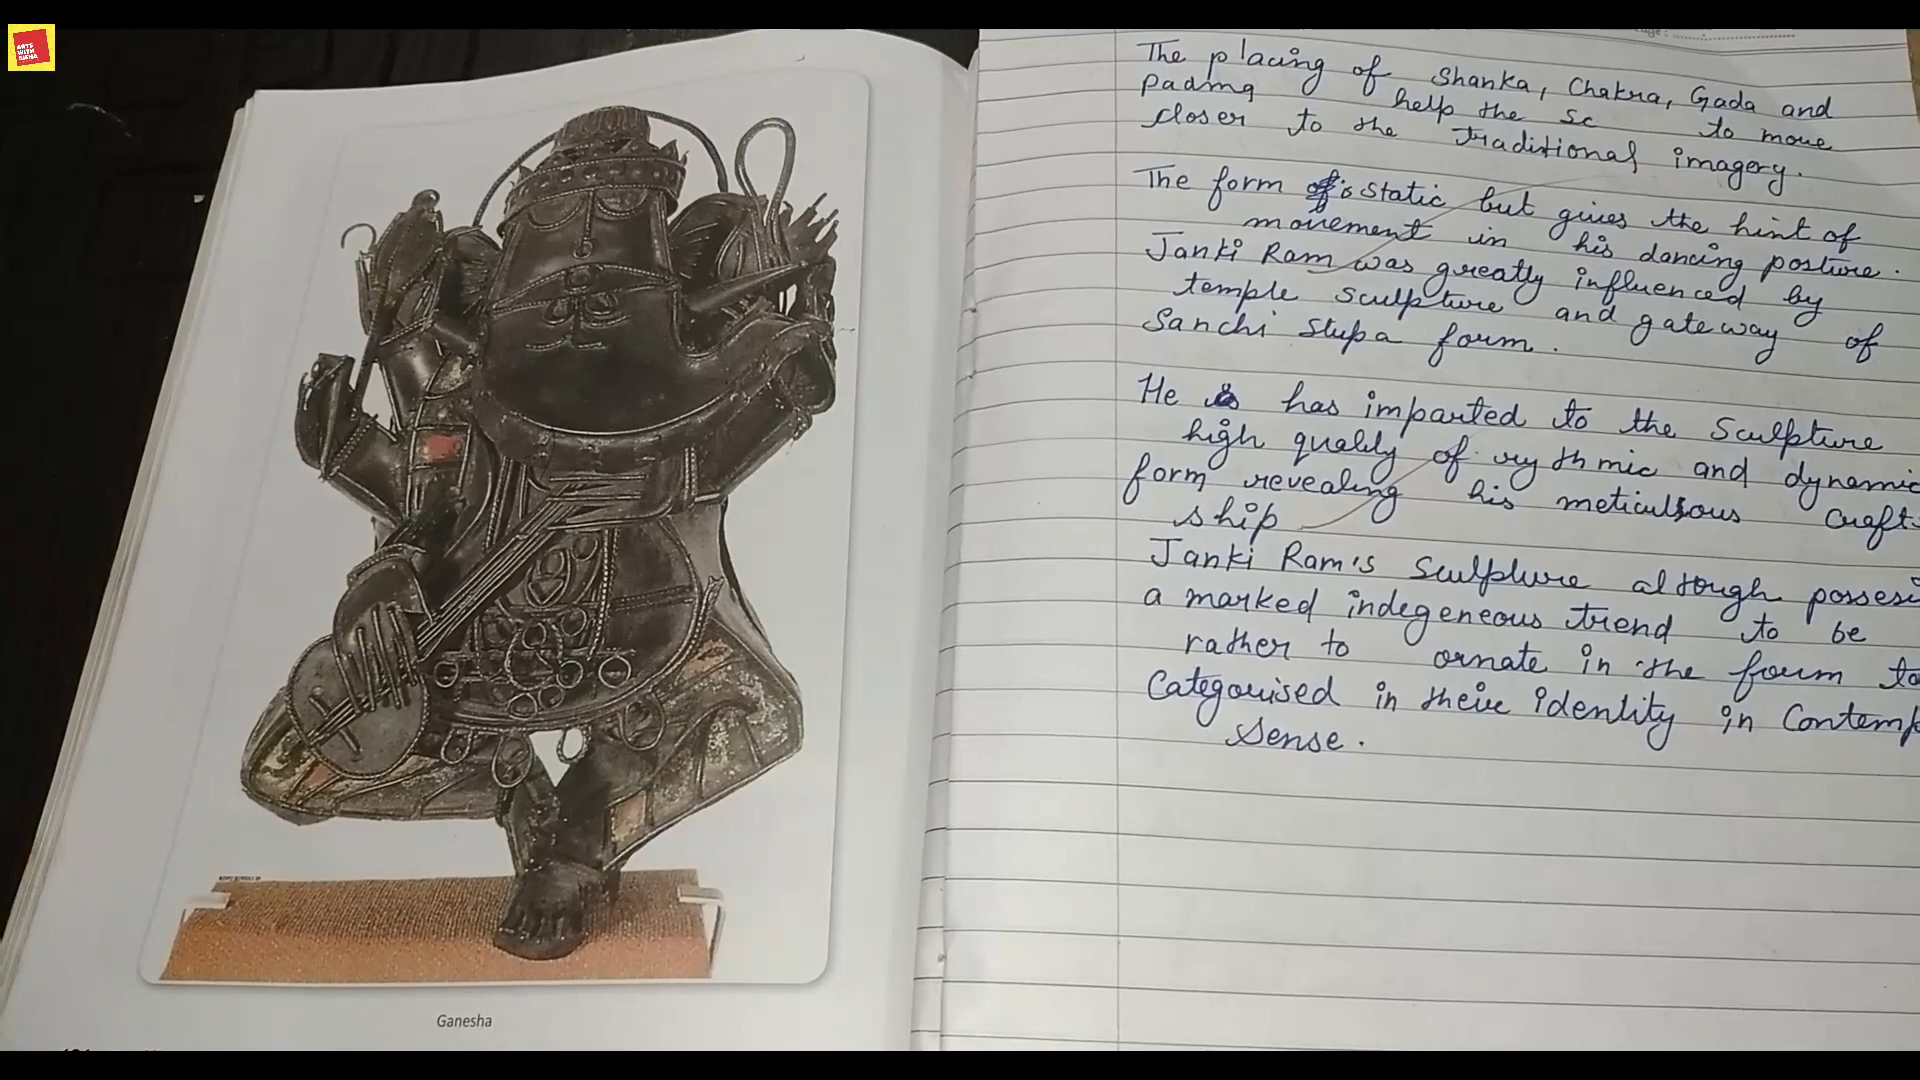 ARTS
WITH
Ganesha
The placing of Shanka, Chakra, Gada and
padma help the Sc to move
closer to the traditional imagery.
The form is static but gives the hint of
movement in his dancing posture.
Janki Ram was greatly influenced by
temple sculpture and gateway of
Sanchi Stupa form.
He has imparted to the Sculpture
high qualily of rythmic and dynamic
form revealing his meticulsous craft-
ship
Janki Ram's Sculpture altough possesi
a marked indegeneous trend to be
rather to ornate in the form to
Categorised in their identity in Contemp
Sense.